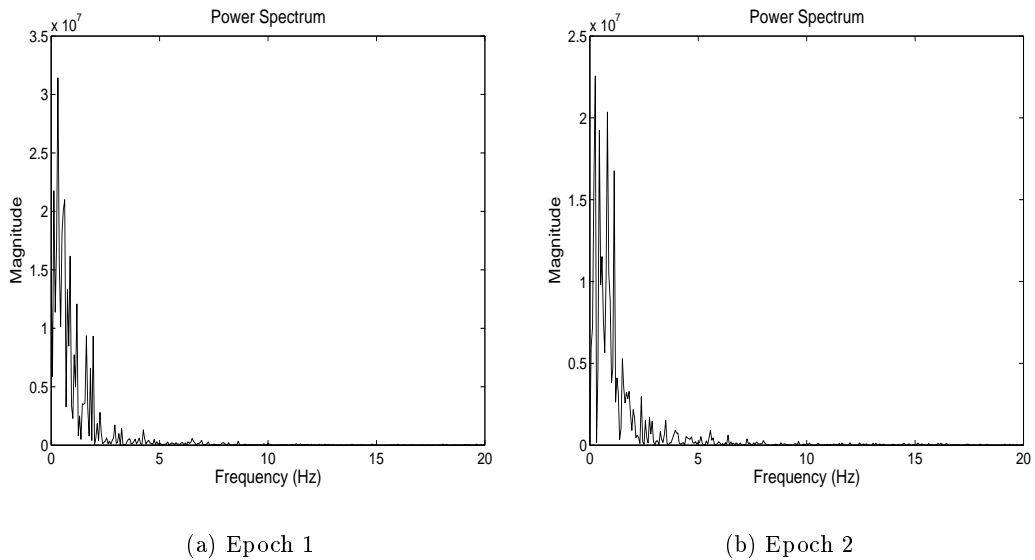 Power Spectrum
x 10^7
3.5
3
2.5
2
1.5
1
0.5
0
Magnitude
0 5 10 15 20
Frequency (Hz)
(a) Epoch 1
Power Spectrum
x 10^7
2.5
2
1.5
1
0.5
0
Magnitude
0 5 10 15 20
Frequency (Hz)
(b) Epoch 2